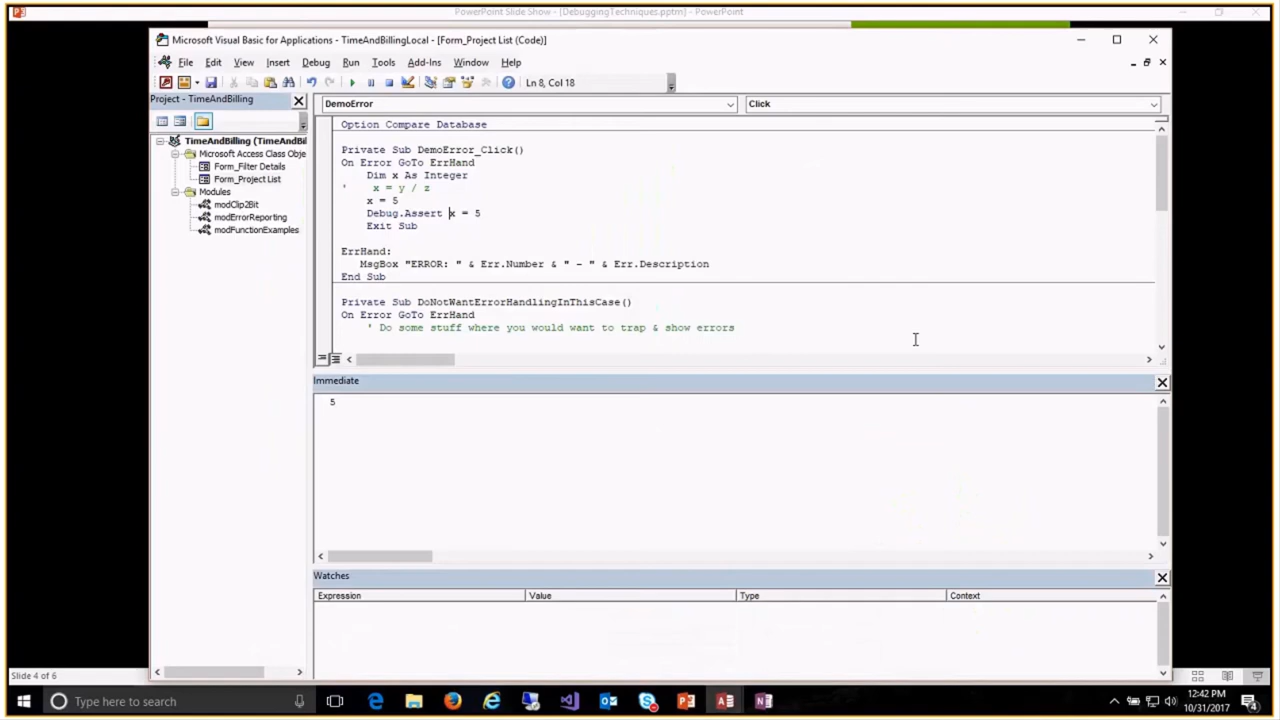 PowerPoint Slide Show - [DebuggingTechniques.pptm] - PowerPoint
Microsoft Visual Basic for Applications - TimeAndBillingLocal - [Form_Project List (Code)]
File Edit View Insert Debug Run Tools Add-Ins Window Help
Ln 8, Col 18
Project - TimeAndBilling
DemoError
Click
TimeAndBilling (TimeAndBil
Microsoft Access Class Obje
Form_Filter Details
Form_Project List
Modules
modClip2Bit
modErrorReporting
modFunctionExamples
Option Compare Database
Private Sub DemoError_Click()
On Error GoTo ErrHand
Dim x As Integer
' x = y / z
x = 5
Debug.Assert x = 5
Exit Sub
ErrHand:
MsgBox "ERROR: " & Err.Number & " - " & Err.Description
End Sub
Private Sub DoNotWantErrorHandlingInThisCase()
On Error GoTo ErrHand
' Do some stuff where you would want to trap & show errors
Immediate
5
Watches
Expression Value Type Context
Slide 4 of 6
Type here to search
12:42 PM
10/31/2017
4